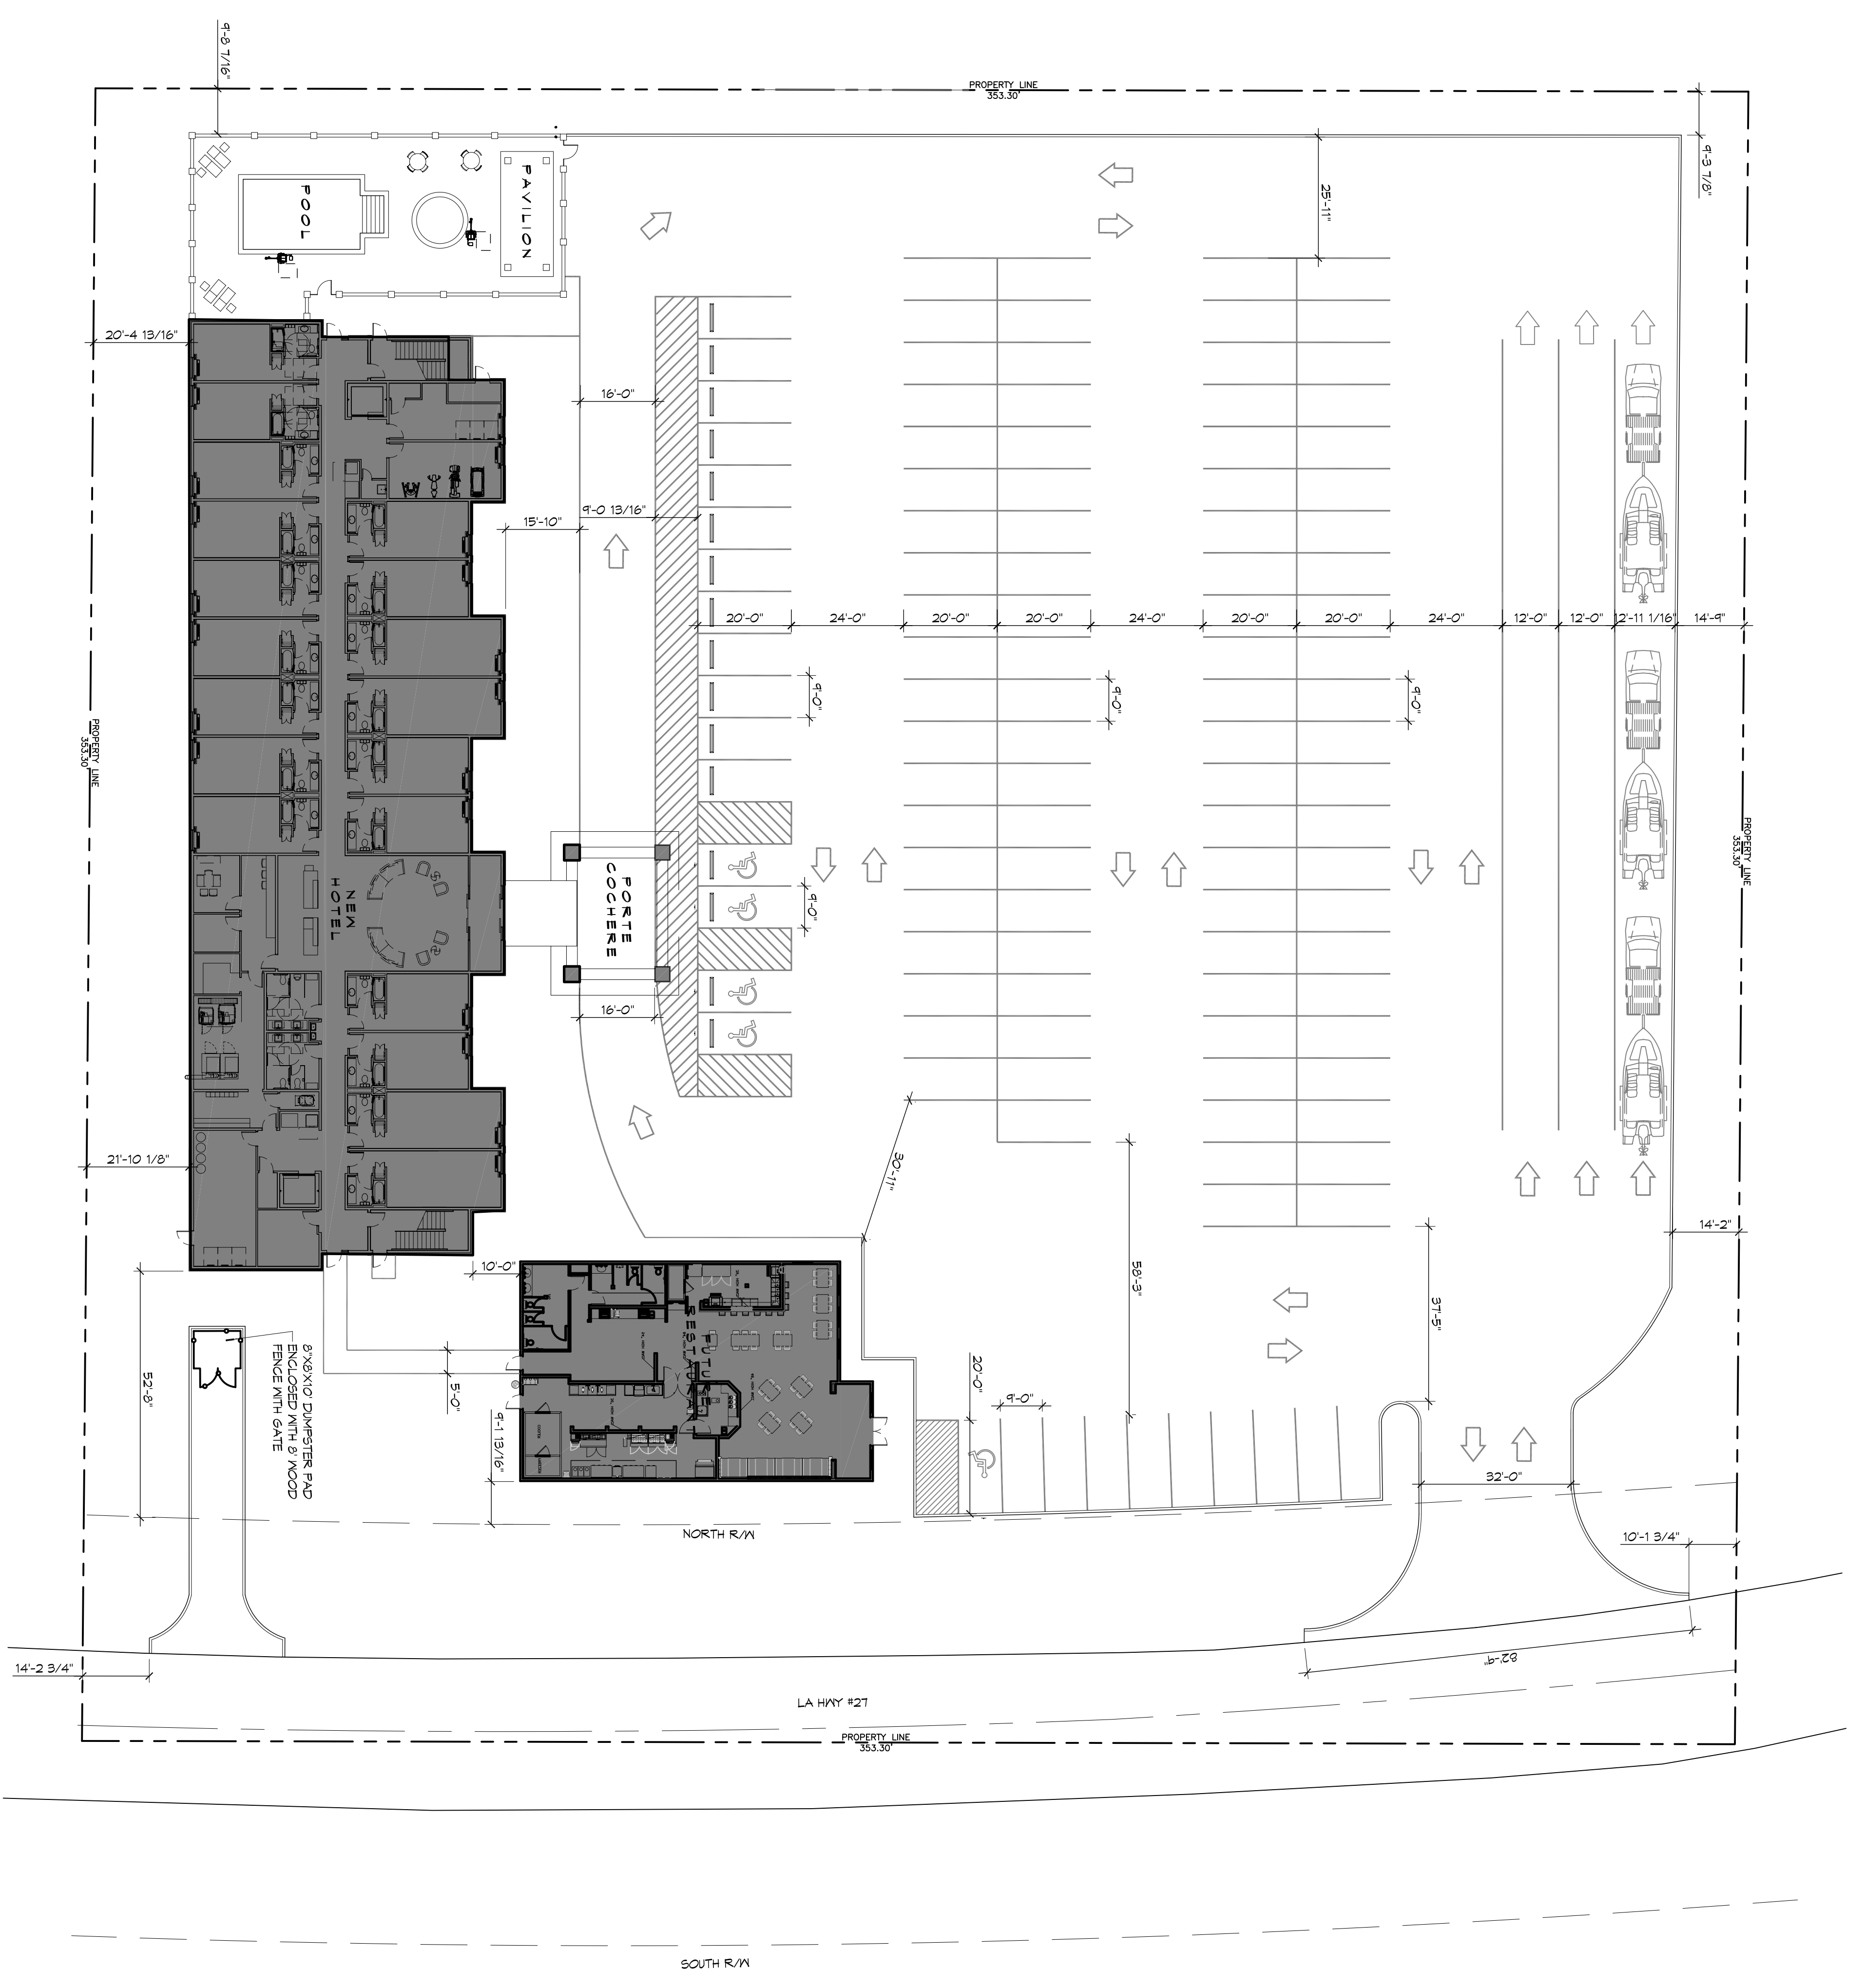 9'-8 7/16"
PROPERTY LINE
353.30'
9'-3 7/8"
25'-11"
POOL
PAVILION
20'-4 13/16"
16'-0"
9'-0 13/16"
15'-10"
20'-0"
24'-0"
20'-0"
20'-0"
24'-0"
20'-0"
20'-0"
24'-0"
12'-0"
12'-0"
12'-11 1/16"
14'-9"
9'-0"
9'-0"
9'-0"
PROPERTY LINE
353.30'
PROPERTY LINE
353.30'
NEW
HOTEL
PORTE
COCHERE
9'-0"
16'-0"
21'-10 1/8"
30'-11"
58'-3"
14'-2"
10'-0"
37'-5"
52'-8"
8'X8'X10' DUMPSTER PAD
ENCLOSED WITH 8' WOOD
FENCE WITH GATE
5'-0"
9'-1 13/16"
20'-0"
9'-0"
32'-0"
NORTH R/W
10'-1 3/4"
82'-9"
14'-2 3/4"
LA HWY #27
PROPERTY LINE
353.30'
SOUTH R/W